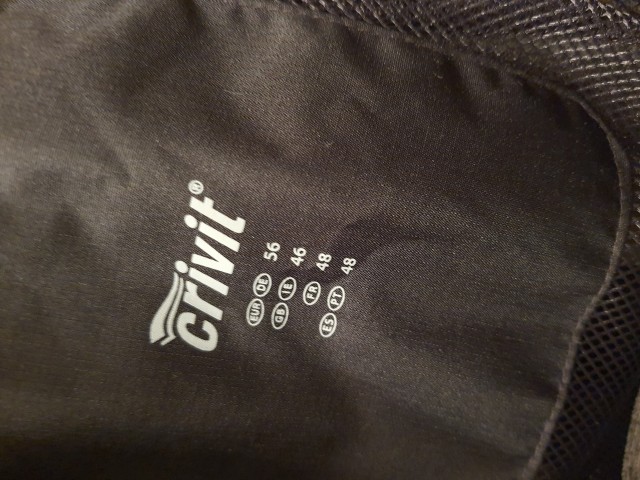 crivit®
EUR DE 56
GB IE 46
FR 48
ES PT 48